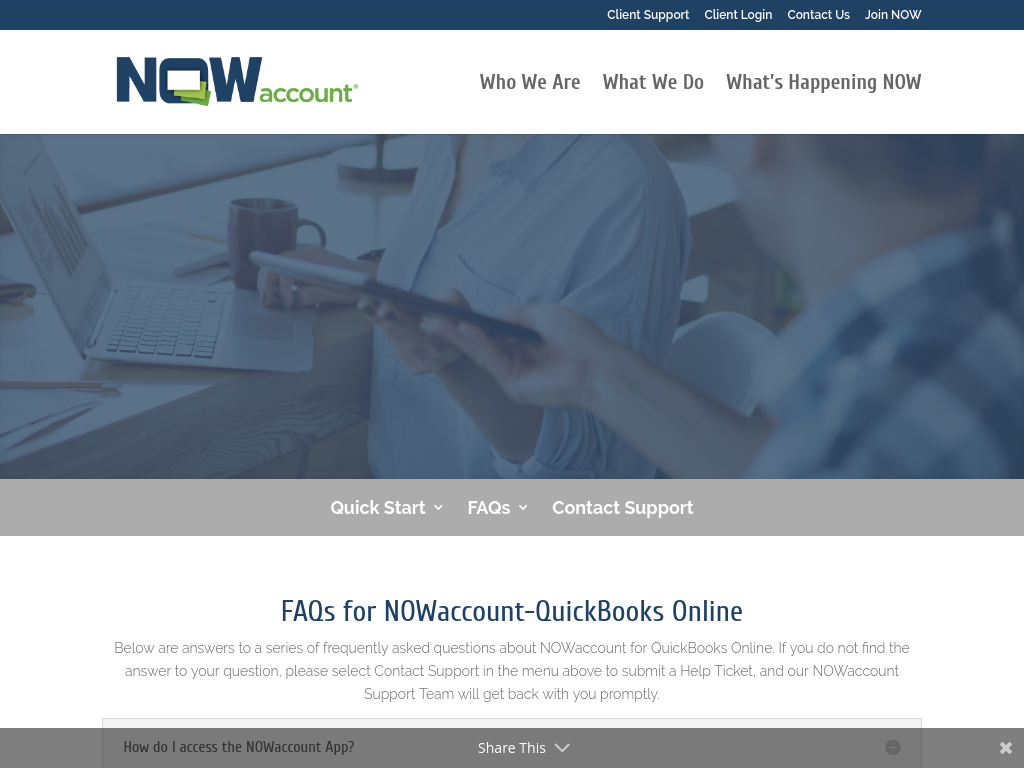 Client Support Client Login Contact Us Join NOW
NOWaccount®
Who We Are What We Do What's Happening NOW
Quick Start FAQs Contact Support
FAQs for NOWaccount-QuickBooks Online
Below are answers to a series of frequently asked questions about NOWaccount for QuickBooks Online. If you do not find the
answer to your question, please select Contact Support in the menu above to submit a Help Ticket, and our NOWaccount
Support Team will get back with you promptly.
How do I access the NOWaccount App?
Share This